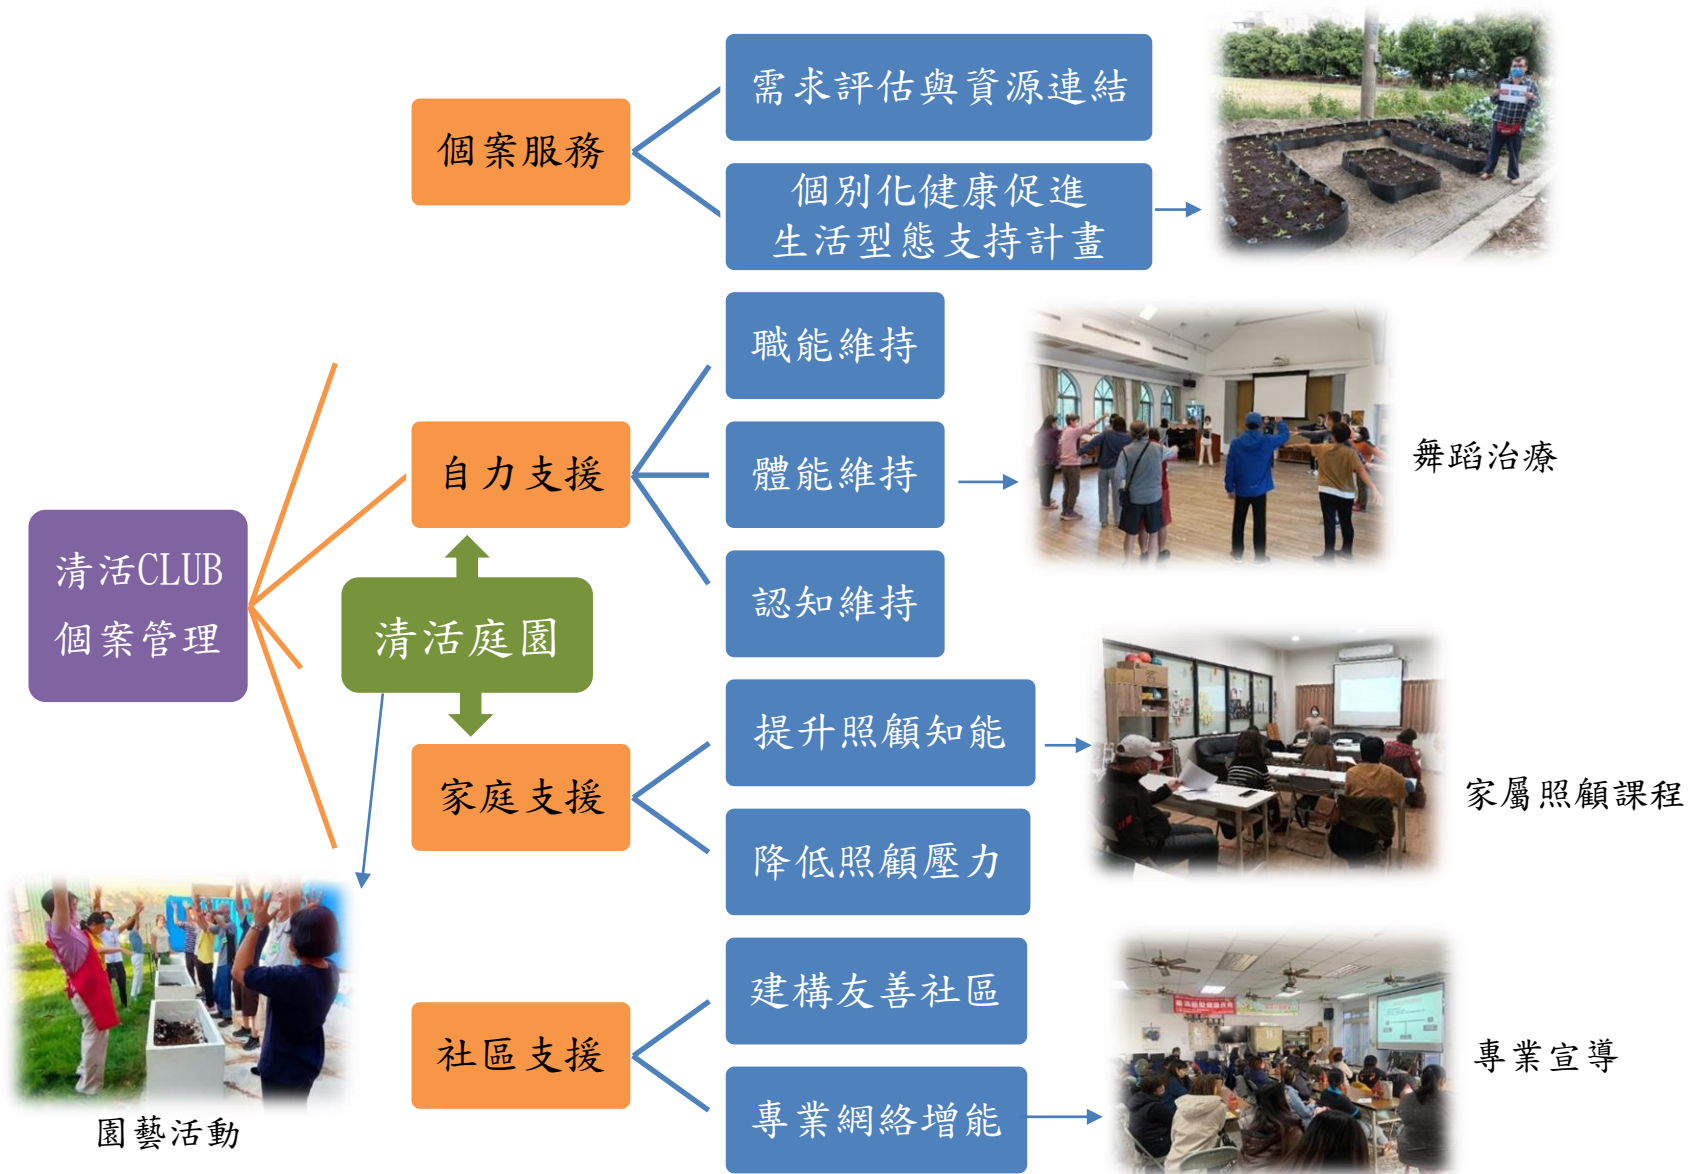 清活CLUB
個案管理
個案服務
需求評估與資源連結
個別化健康促進
生活型態支持計畫
自力支援
職能維持
體能維持
認知維持
舞蹈治療
清活庭園
家庭支援
提升照顧知能
降低照顧壓力
家屬照顧課程
社區支援
建構友善社區
專業網絡增能
專業宣導
園藝活動